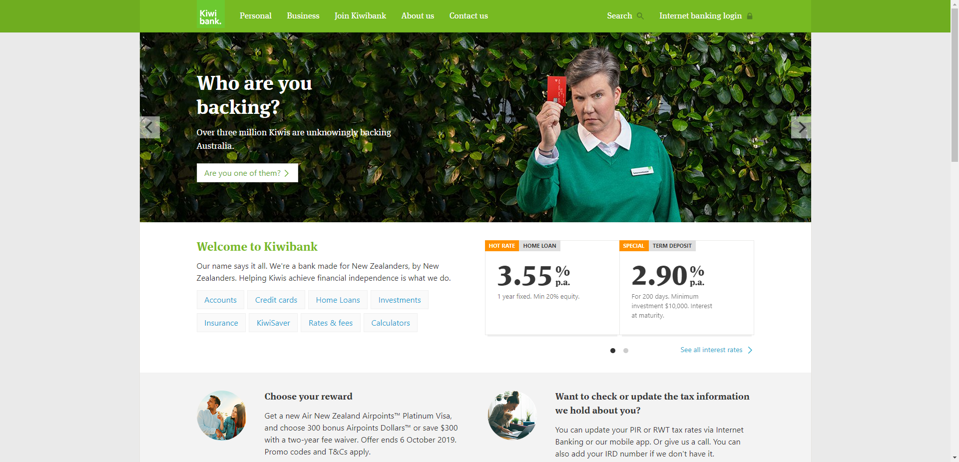 Kiwi
bank.
Personal
Business
Join Kiwibank
About us
Contact us
Search
Internet banking login
Who are you
backing?
Over three million Kiwis are unknowingly backing
Australia.
Are you one of them?
Welcome to Kiwibank
Our name says it all. We're a bank made for New Zealanders, by New
Zealanders. Helping Kiwis achieve financial independence is what we do.
Accounts
Credit cards
Home Loans
Investments
Insurance
KiwiSaver
Rates & fees
Calculators
HOT RATE
HOME LOAN
3.55% p.a.
1 year fixed. Min 20% equity.
SPECIAL
TERM DEPOSIT
2.90% p.a.
For 200 days. Minimum
investment $10,000. Interest
at maturity.
See all interest rates
Choose your reward
Get a new Air New Zealand Airpoints™ Platinum Visa,
and choose 300 bonus Airpoints Dollars™ or save $300
with a two-year fee waiver. Offer ends 6 October 2019.
Promo codes and T&Cs apply.
Want to check or update the tax information
we hold about you?
You can update your PIR or RWT tax rates via Internet
Banking or our mobile app. Or give us a call. You can
also add your IRD number if we don't have it.